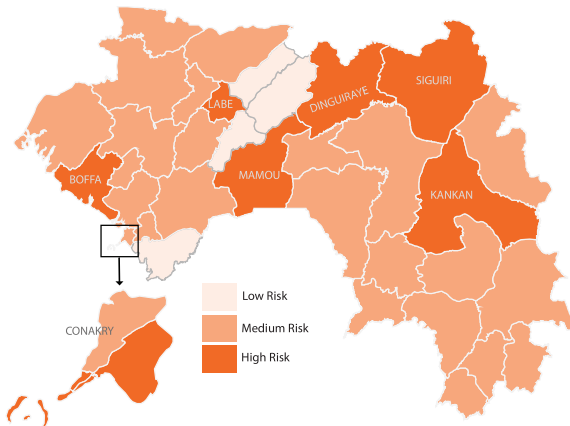 SIGUIRI
LABE
DINGUIRAYE
MAMOU
BOFFA
KANKAN
CONAKRY
Low Risk
Medium Risk
High Risk